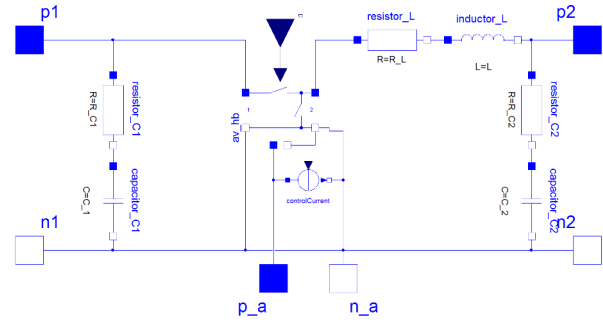 p1
p2
resistor_L
inductor_L
R=R_L
L=L
resistor_C1
R=R_C1
1
2
hb_av
resistor_C2
R=R_C2
capacitor_C1
C=C_1
controlCurrent
capacitor_C2
C=C_2
n1
n2
p_a
n_a